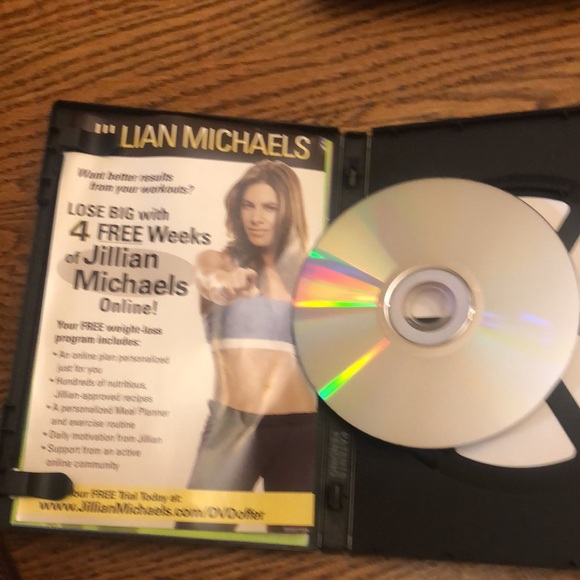 LIAN MICHAELS
Want better results
from your workouts?
LOSE BIG with
4 FREE Weeks
of Jillian
Michaels
Online!
Your FREE weight-loss
program includes:
• An online plan personalized
just for you
• Hundreds of nutritious,
Jillian-approved recipes
• A personalized Meal Planner
and exercise routine
• Daily motivation from Jillian
• Support from an active
online community
our FREE Trial Today at:
www.JillianMichaels.com/DVDoffer